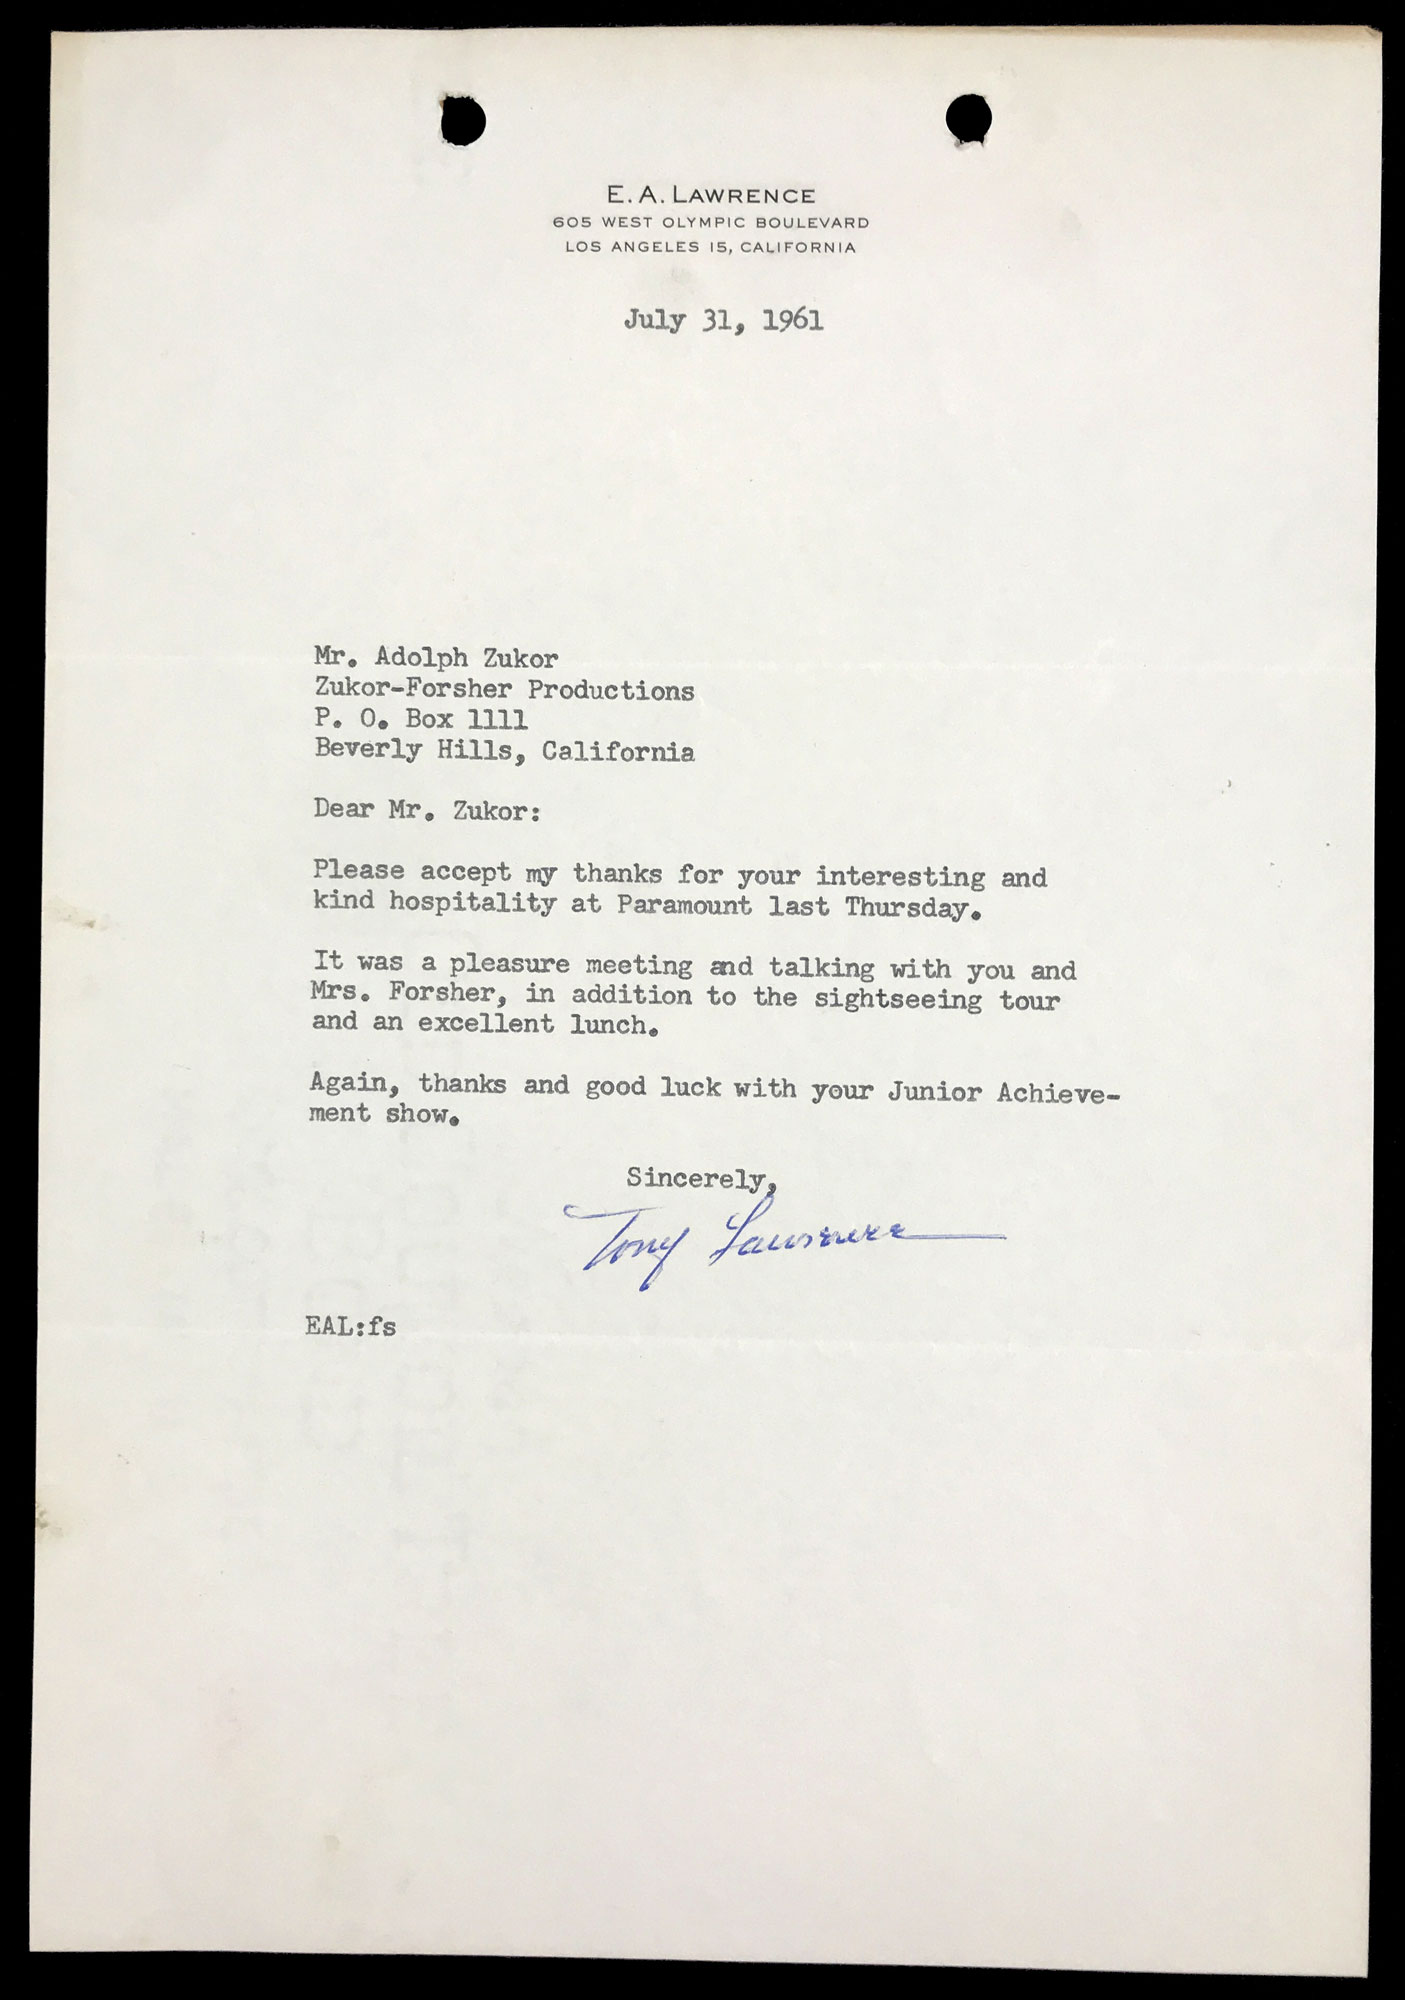 E. A. LAWRENCE
605 WEST OLYMPIC BOULEVARD
LOS ANGELES 15, CALIFORNIA
July 31, 1961
Mr. Adolph Zukor
Zukor-Forsher Productions
P. O. Box 1111
Beverly Hills, California
Dear Mr. Zukor:
Please accept my thanks for your interesting and
kind hospitality at Paramount last Thursday.
It was a pleasure meeting and talking with you and
Mrs. Forsher, in addition to the sightseeing tour
and an excellent lunch.
Again, thanks and good luck with your Junior Achieve-
ment show.
Sincerely,
Tony Lawrence
EAL:fs